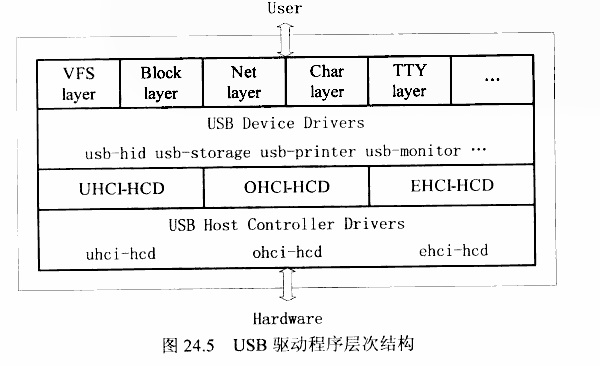 User
VFS layer Block layer Net layer Char layer TTY layer …
USB Device Drivers
usb-hid usb-storage usb-printer usb-monitor …
UHCI-HCD OHCI-HCD EHCI-HCD
USB Host Controller Drivers
uhci-hcd ohci-hcd ehci-hcd
Hardware
图 24.5 USB 驱动程序层次结构